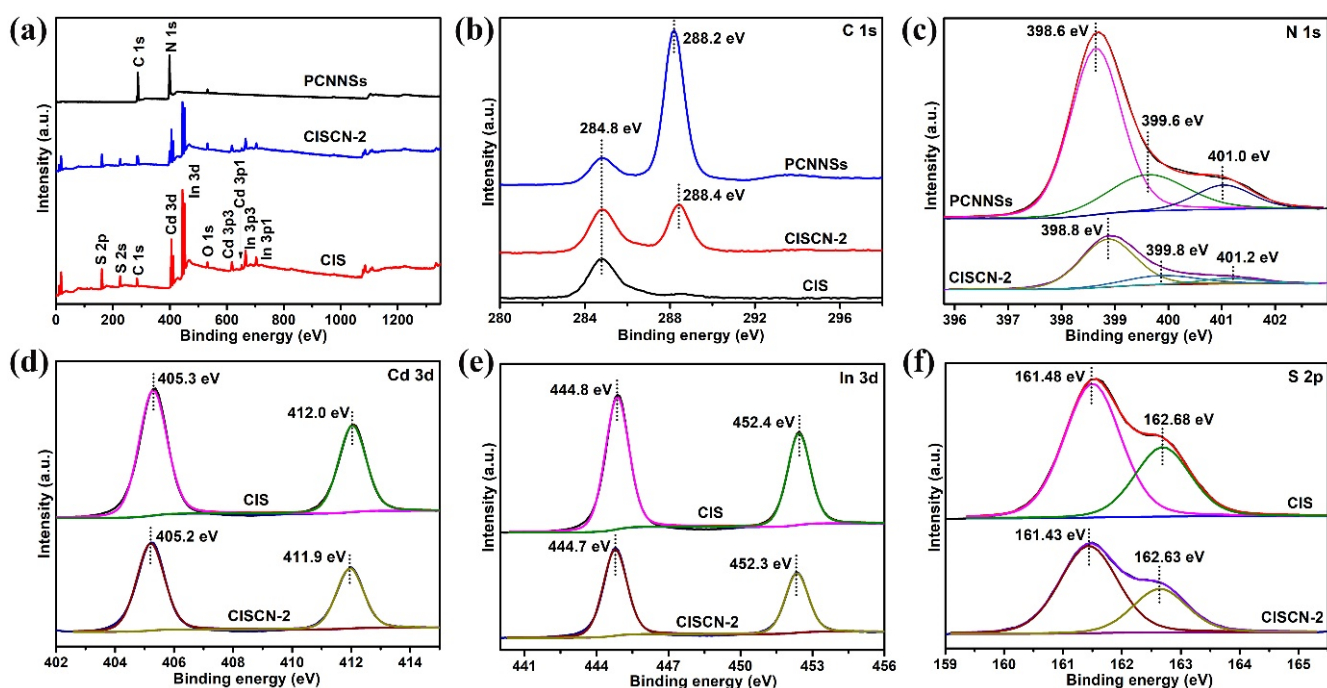 (a)
C 1s
N 1s
PCNNSs
CISCN-2
S 2p
S 2s
C 1s
Cd 3d
In 3d
O 1s
Cd 3p3
Cd 3p1
In 3p3
In 3p1
CIS
Intensity (a.u.)
0 200 400 600 800 1000 1200
Binding energy (eV)
(b)
C 1s
288.2 eV
284.8 eV
PCNNSs
288.4 eV
CISCN-2
CIS
Intensity (a.u.)
280 284 288 292 296
Binding energy (eV)
(c)
N 1s
398.6 eV
399.6 eV
401.0 eV
PCNNSs
398.8 eV
399.8 eV
401.2 eV
CISCN-2
Intensity (a.u.)
396 397 398 399 400 401 402
Binding energy (eV)
(d)
Cd 3d
405.3 eV
412.0 eV
CIS
405.2 eV
411.9 eV
CISCN-2
Intensity (a.u.)
402 404 406 408 410 412 414
Binding energy (eV)
(e)
In 3d
444.8 eV
452.4 eV
CIS
444.7 eV
452.3 eV
CISCN-2
Intensity (a.u.)
441 444 447 450 453 456
Binding energy (eV)
(f)
S 2p
161.48 eV
162.68 eV
CIS
161.43 eV
162.63 eV
CISCN-2
Intensity (a.u.)
159 160 161 162 163 164 165
Binding energy (eV)